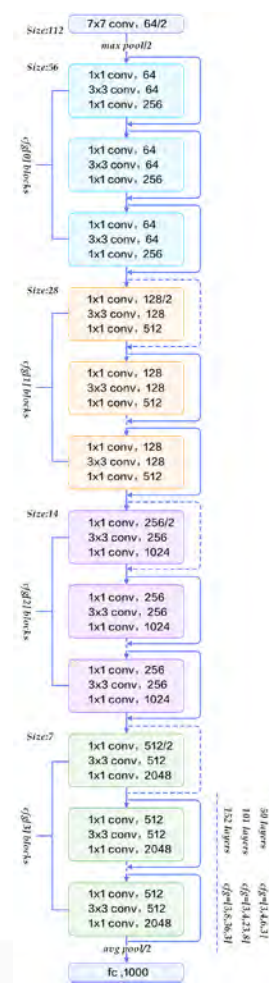 7x7 conv, 64/2
Size:112
max pool/2
Size:56
1x1 conv, 64
3x3 conv, 64
1x1 conv, 256
1x1 conv, 64
3x3 conv, 64
1x1 conv, 256
cfg[0] blocks
1x1 conv, 64
3x3 conv, 64
1x1 conv, 256
Size:28
1x1 conv, 128/2
3x3 conv, 128
1x1 conv, 512
1x1 conv, 128
3x3 conv, 128
1x1 conv, 512
cfg[1] blocks
1x1 conv, 128
3x3 conv, 128
1x1 conv, 512
Size:14
1x1 conv, 256/2
3x3 conv, 256
1x1 conv, 1024
1x1 conv, 256
3x3 conv, 256
1x1 conv, 1024
cfg[2] blocks
1x1 conv, 256
3x3 conv, 256
1x1 conv, 1024
Size:7
1x1 conv, 512/2
3x3 conv, 512
1x1 conv, 2048
1x1 conv, 512
3x3 conv, 512
1x1 conv, 2048
cfg[3] blocks
1x1 conv, 512
3x3 conv, 512
1x1 conv, 2048
50 layers cfg=[3,4,6,3]
101 layers cfg=[3,4,23,8]
152 layers cfg=[3,8,36,3]
avg pool/2
fc ,1000